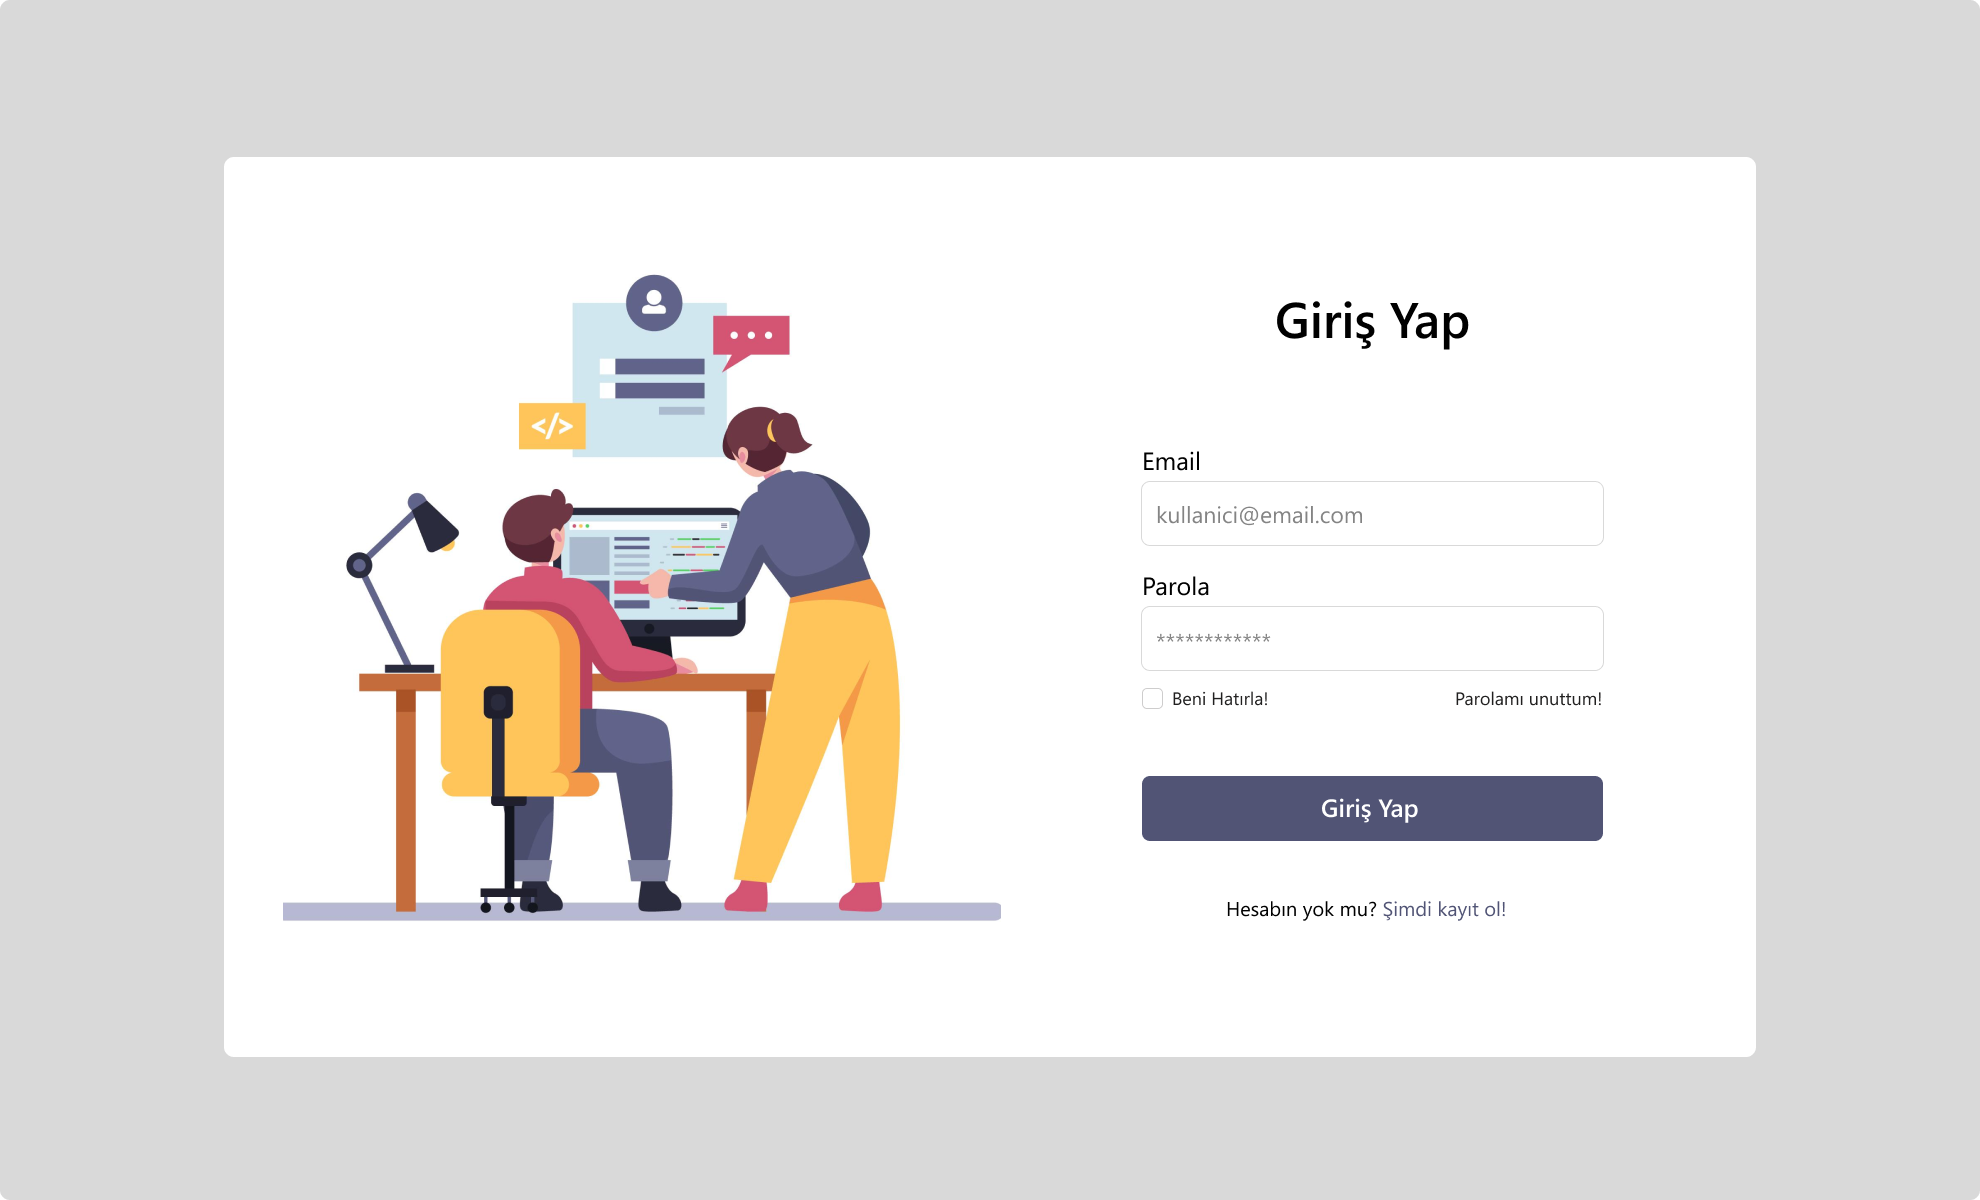 </>
Giriş Yap
Email
kullanici@email.com
Parola
************
Beni Hatırla!
Parolamı unuttum!
Giriş Yap
Hesabın yok mu? Şimdi kayıt ol!